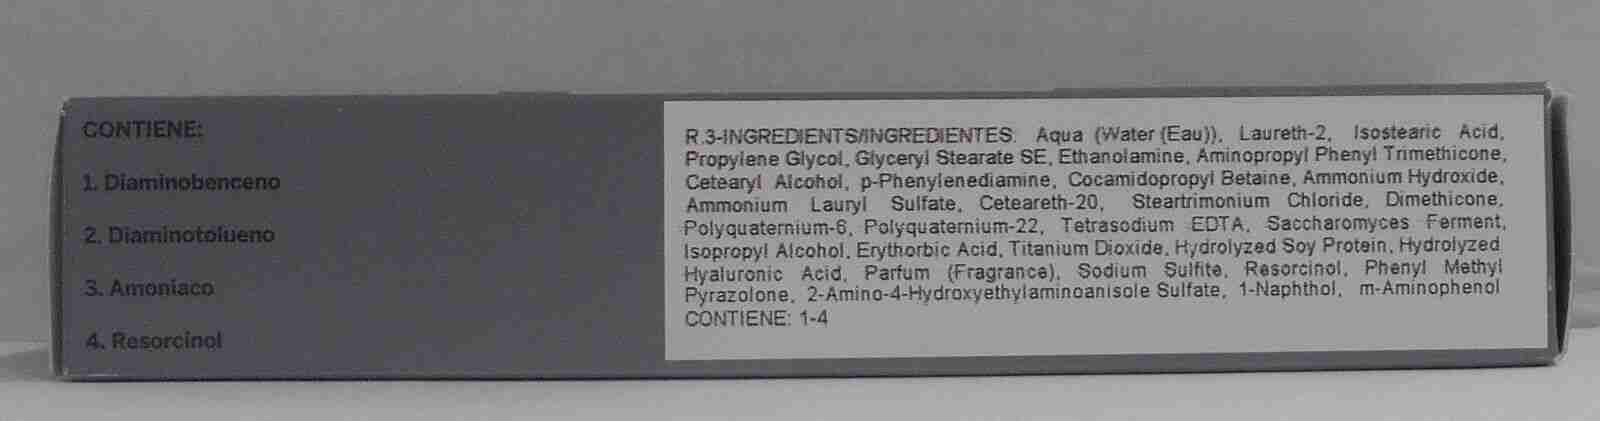 CONTIENE:
1. Diaminobenceno
2. Diaminotolueno
3. Amoniaco
4. Resorcinol
R.3-INGREDIENTS/INGREDIENTES: Aqua (Water (Eau)), Laureth-2, Isostearic Acid,
Propylene Glycol, Glyceryl Stearate SE, Ethanolamine, Aminopropyl Phenyl Trimethicone,
Cetearyl Alcohol, p-Phenylenediamine, Cocamidopropyl Betaine, Ammonium Hydroxide,
Ammonium Lauryl Sulfate, Ceteareth-20, Steartrimonium Chloride, Dimethicone,
Polyquaternium-6, Polyquaternium-22, Tetrasodium EDTA, Saccharomyces Ferment,
Isopropyl Alcohol, Erythorbic Acid, Titanium Dioxide, Hydrolyzed Soy Protein, Hydrolyzed
Hyaluronic Acid, Parfum (Fragrance), Sodium Sulfite, Resorcinol, Phenyl Methyl
Pyrazolone, 2-Amino-4-Hydroxyethylaminoanisole Sulfate, 1-Naphthol, m-Aminophenol
CONTIENE: 1-4